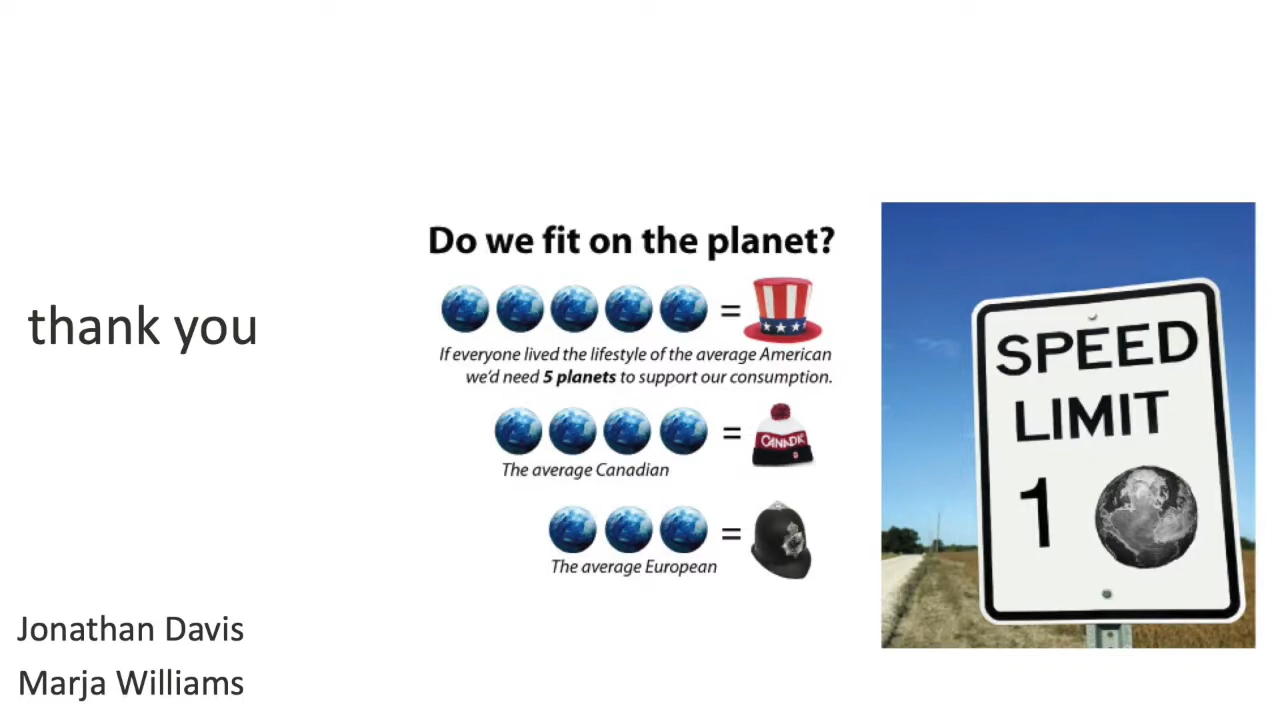 thank you
Jonathan Davis
Marja Williams
Do we fit on the planet?
=
If everyone lived the lifestyle of the average American
we'd need 5 planets to support our consumption.
=
CANADA
The average Canadian
=
The average European
SPEED
LIMIT
1